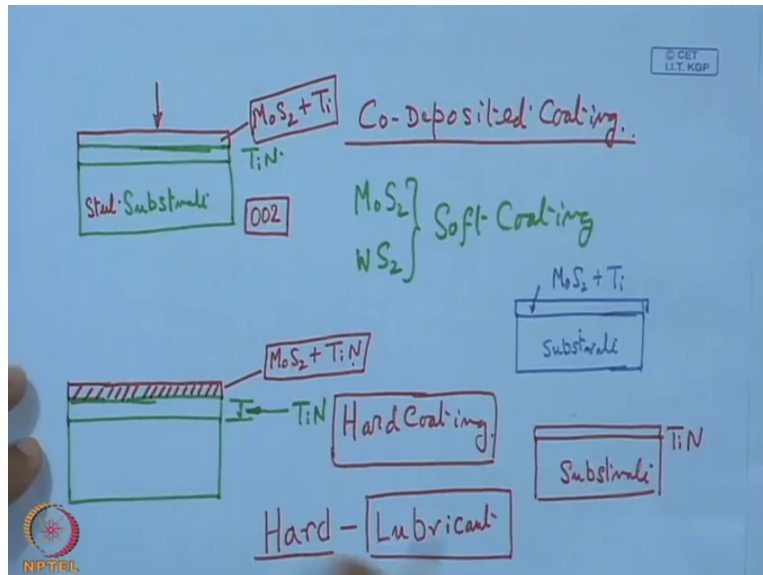 © CET
I.I.T. KGP
MoS2 + Ti
Co-Deposited Coating.
TiN.
Steel Substrate
002
MoS2
WS2
Soft Coating
MoS2 + Ti
Substrate
MoS2 + TiN
TiN
Hard Coating.
TiN
Substrate
Hard - Lubricant
NPTEL